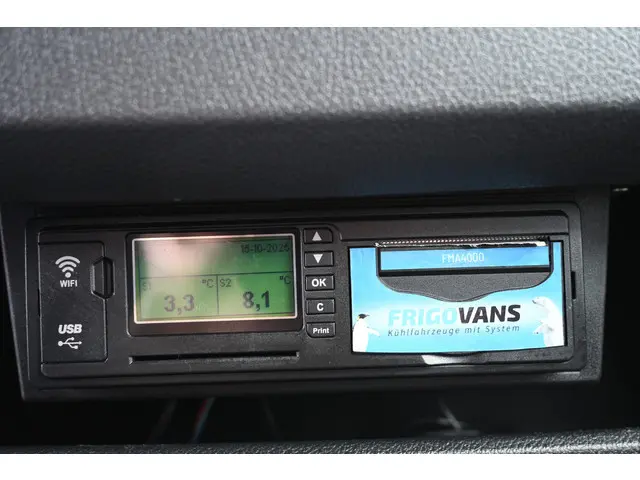 16-10-2025
S1 °C S2 °C
3,3 8,1
WIFI
USB
OK
C
Print
FMA4000
FRIGOVANS
Kühlfahrzeuge mit System